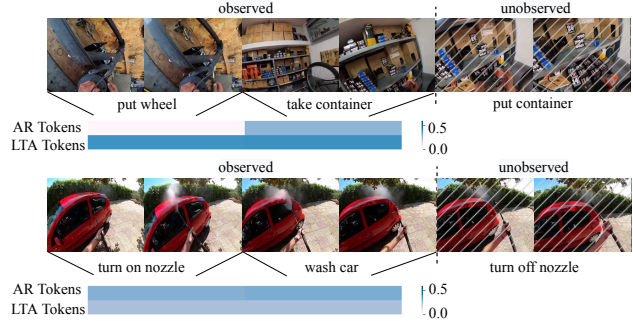 observed unobserved
put wheel take container put container
AR Tokens 0.5
LTA Tokens 0.0
observed unobserved
turn on nozzle wash car turn off nozzle
AR Tokens 0.5
LTA Tokens 0.0